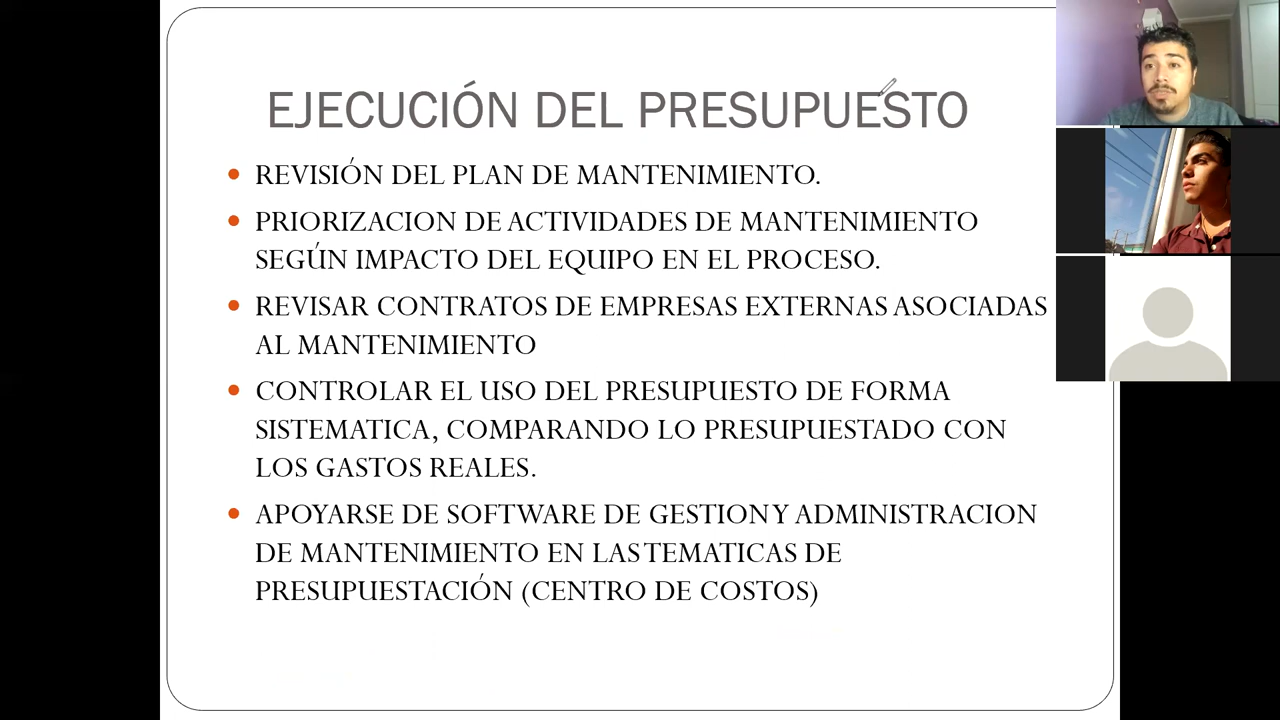 EJECUCIÓN DEL PRESUPUESTO
REVISIÓN DEL PLAN DE MANTENIMIENTO.
PRIORIZACION DE ACTIVIDADES DE MANTENIMIENTO
SEGÚN IMPACTO DEL EQUIPO EN EL PROCESO.
REVISAR CONTRATOS DE EMPRESAS EXTERNAS ASOCIADAS
AL MANTENIMIENTO
CONTROLAR EL USO DEL PRESUPUESTO DE FORMA
SISTEMATICA, COMPARANDO LO PRESUPUESTADO CON
LOS GASTOS REALES.
APOYARSE DE SOFTWARE DE GESTION Y ADMINISTRACION
DE MANTENIMIENTO EN LAS TEMATICAS DE
PRESUPUESTACIÓN (CENTRO DE COSTOS)